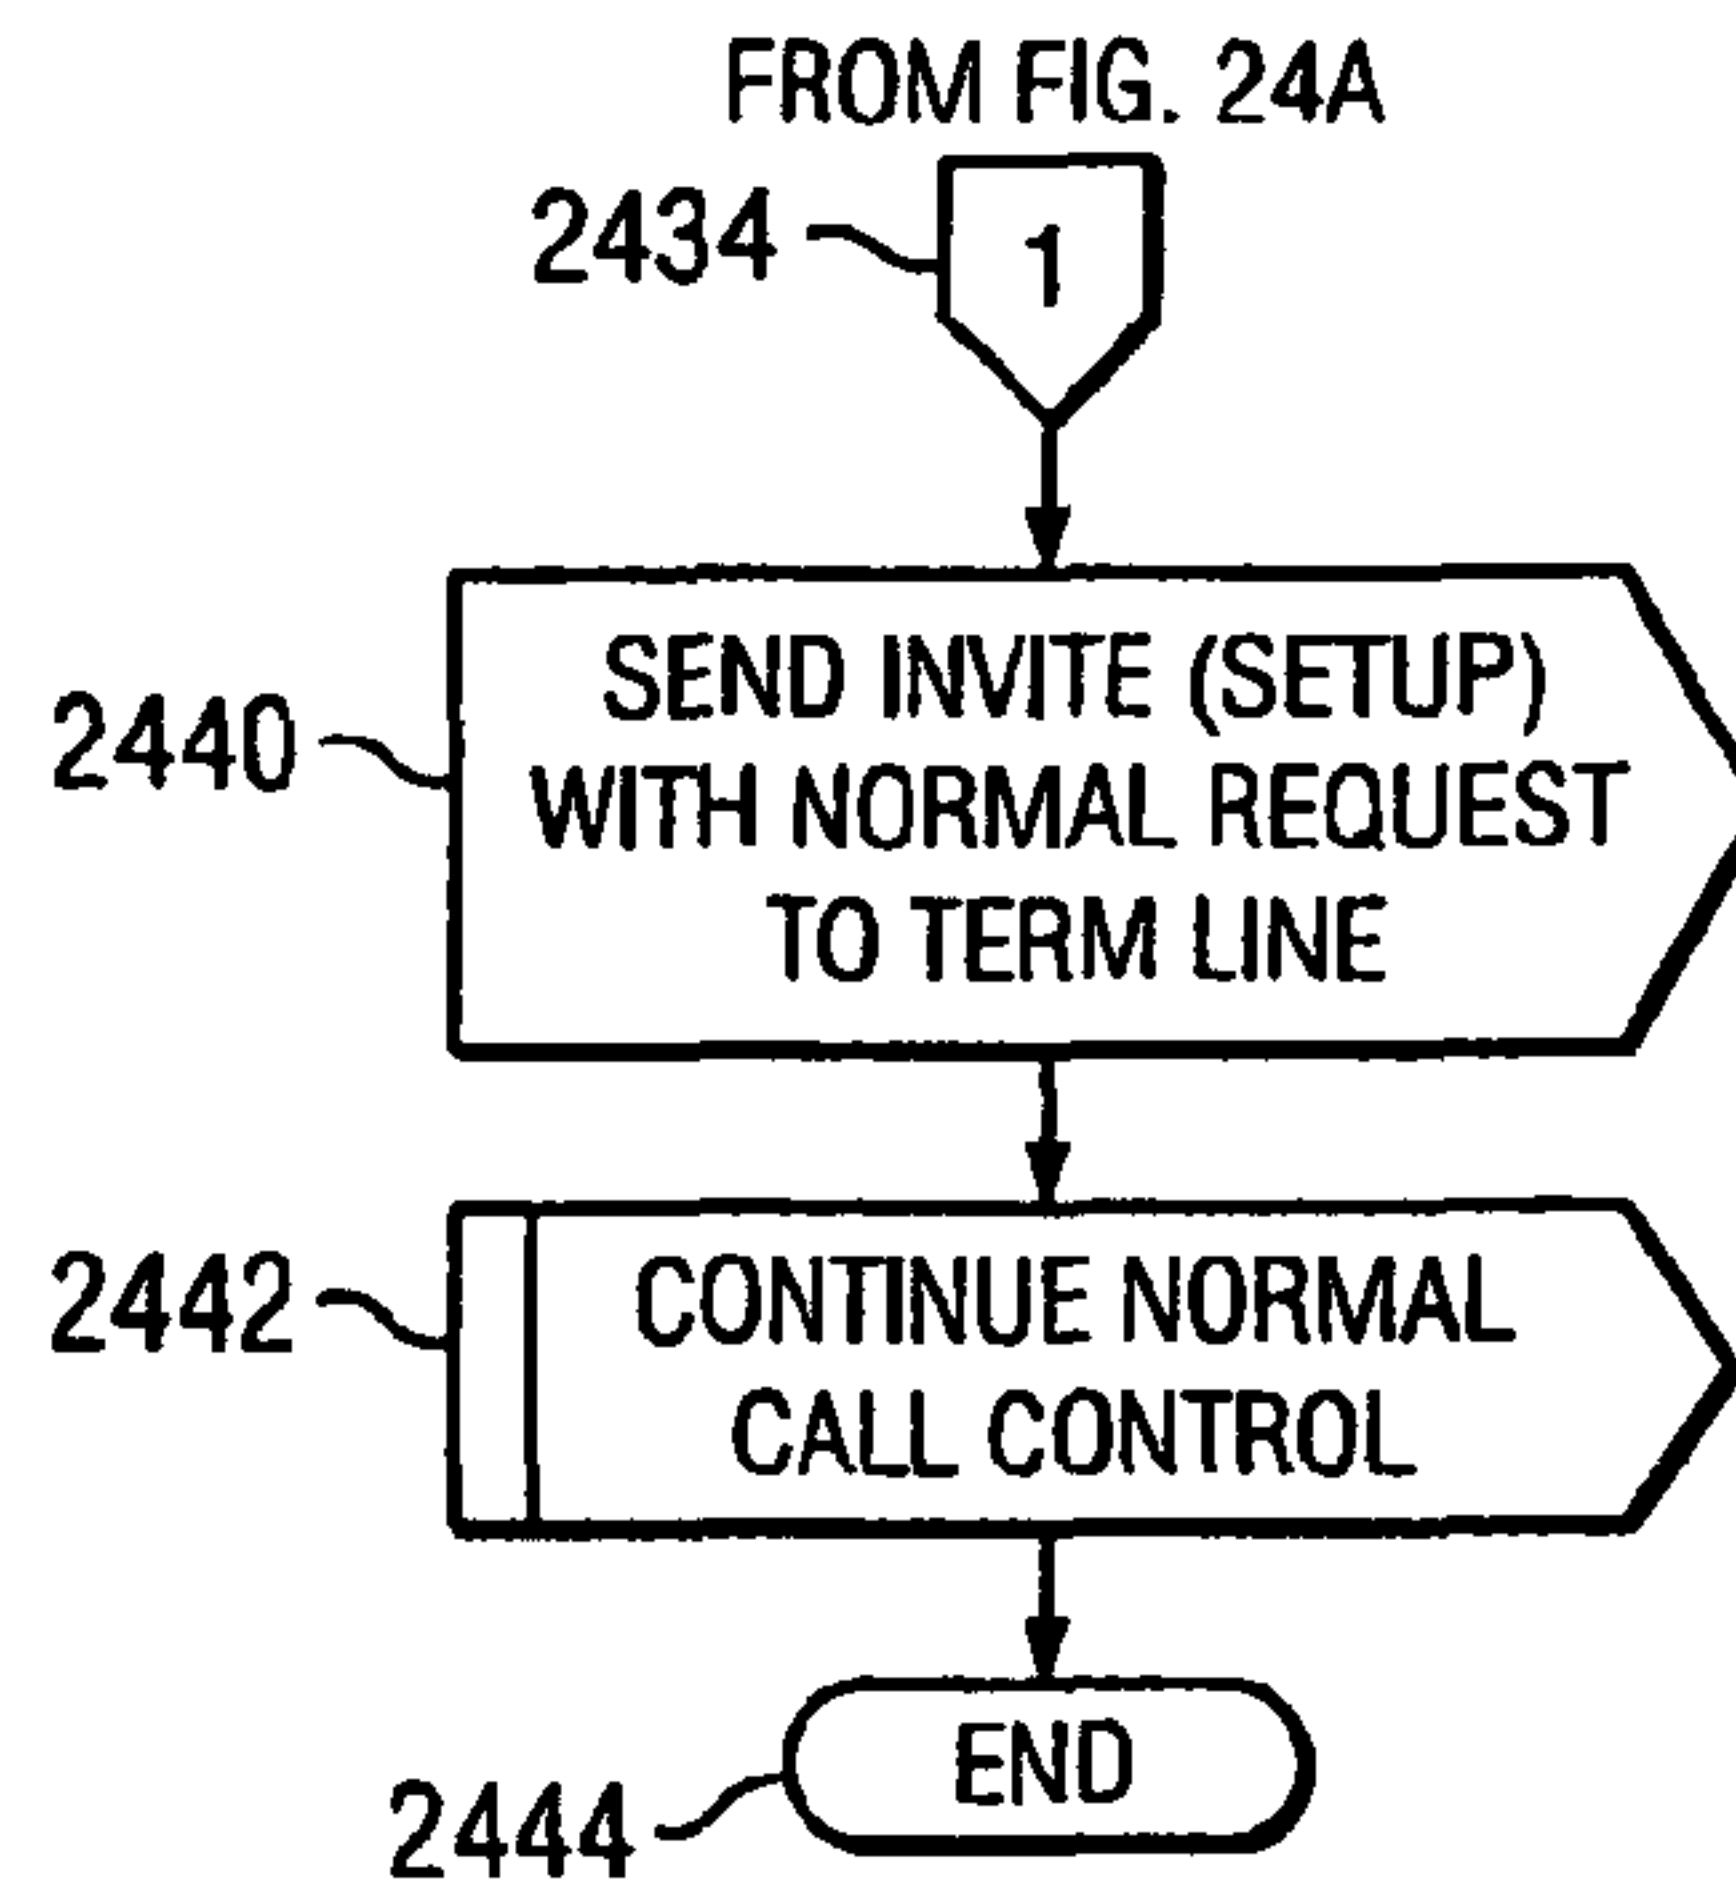 FROM FIG. 24A
2434
1
2440
SEND INVITE (SETUP)
WITH NORMAL REQUEST
TO TERM LINE
2442
CONTINUE NORMAL
CALL CONTROL
2444
END